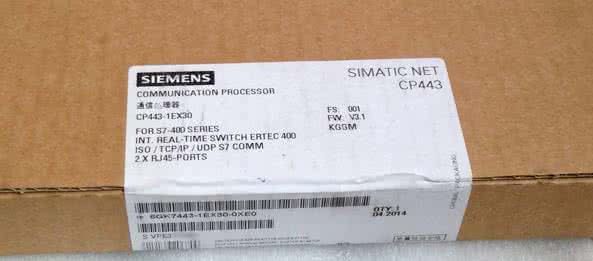 SIEMENS
SIMATIC NET
CP443
COMMUNICATION PROCESSOR
通信处理器
CP443-1EX30
FS: 001
FW: V3.1
KGSM
FOR S7-400 SERIES
INT. REAL-TIME SWITCH ERTEC 400
ISO / TCP/IP / UDP S7 COMM
2 X RJ45-PORTS
1P 6GK7443-1EX30-0XE0
QTY: 1
04.2014
S VPE3